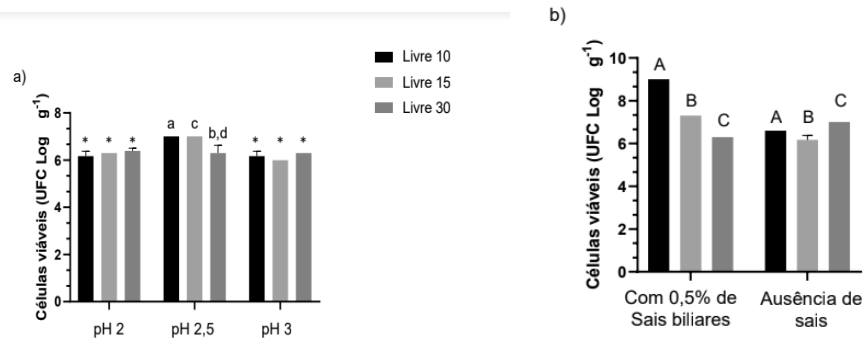 a)
Livre 10
Livre 15
Livre 30
Células viáveis (UFC Log g⁻¹)
8
6
4
2
0
* * *
a c b,d
* * *
pH 2 pH 2,5 pH 3
b)
Células viáveis (UFC Log g⁻¹)
10
8
6
4
2
0
A B C
A B C
Com 0,5% de
Sais biliares
Ausência de
sais